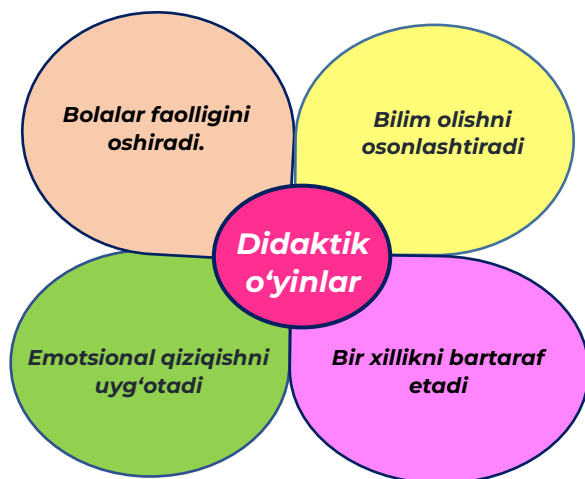 Bolalar faolligini
oshiradi.
Bilim olishni
osonlashtiradi
Didaktik
o‘yinlar
Emotsional qiziqishni
uyg‘otadi
Bir xillikni bartaraf
etadi